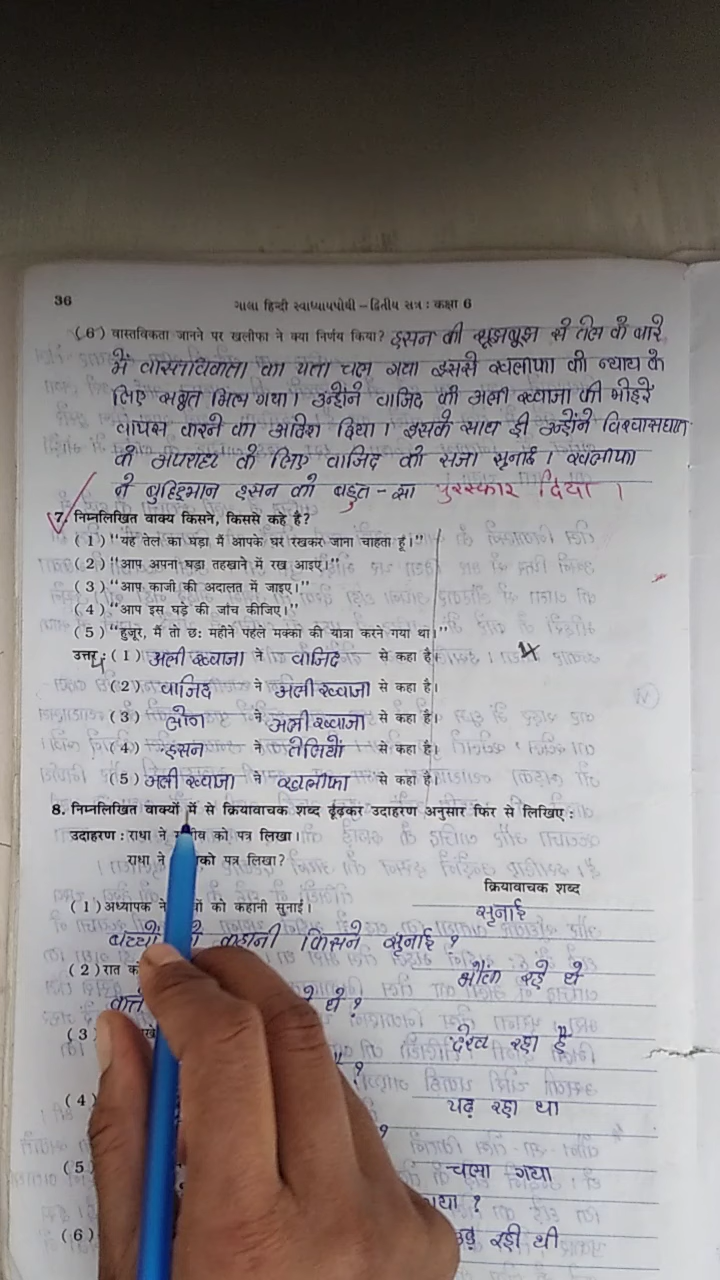 36
गाला हिन्दी स्वाध्यायपोथी – द्वितीय सत्र : कक्षा 6
(6) वास्तविकता जानने पर खलीफा ने क्या निर्णय किया? हसन की सूझबूझ से तेल के बारे
में वास्तविकता का पता चल गया इससे खलीफा को न्याय के
लिए सबूत मिल गया। उन्होंने वाजिद को अली ख्वाजा की मोहरें
वापस करने का आदेश दिया। इसके साथ ही उन्होंने विश्वासघात
के अपराध के लिए वाजिद को सजा सुनाई। खलीफा
ने बुद्धिमान हसन को बहुत-सा पुरस्कार दिया।
7. निम्नलिखित वाक्य किसने, किससे कहे है?
(1) "यह तेल का घड़ा मैं आपके घर रखकर जाना चाहता हूं।"
(2) "आप अपना घड़ा तहखाने में रख आइए।"
(3) "आप काजी की अदालत में जाइए।"
(4) "आप इस घड़े की जाँच कीजिए।"
(5) "हुजूर, मैं तो छः महीने पहले मक्का की यात्रा करने गया था।"
उत्तर : (1) अली ख्वाजा ने वाजिद से कहा है।
(2) वाजिद ने अली ख्वाजा से कहा है।
(3) लोग ने अली ख्वाजा से कहा है।
(4) हसन ने तेलियों से कहा है।
(5) अली ख्वाजा ने खलीफा से कहा है।
8. निम्नलिखित वाक्यों में से क्रियावाचक शब्द ढूंढ़कर उदाहरण अनुसार फिर से लिखिए :
उदाहरण : राधा ने को पत्र लिखा।
राधा ने को पत्र लिखा?
क्रियावाचक शब्द
(1) अध्यापक ने को कहानी सुनाई। सुनाई
कहानी किसने सुनाई ?
(2) रात भौंक रहे थे
थे ?
(3) देख रहा है
?
(4) पढ़ रहा था
?
(5) चला गया
गया ?
(6) उड़ रही थी